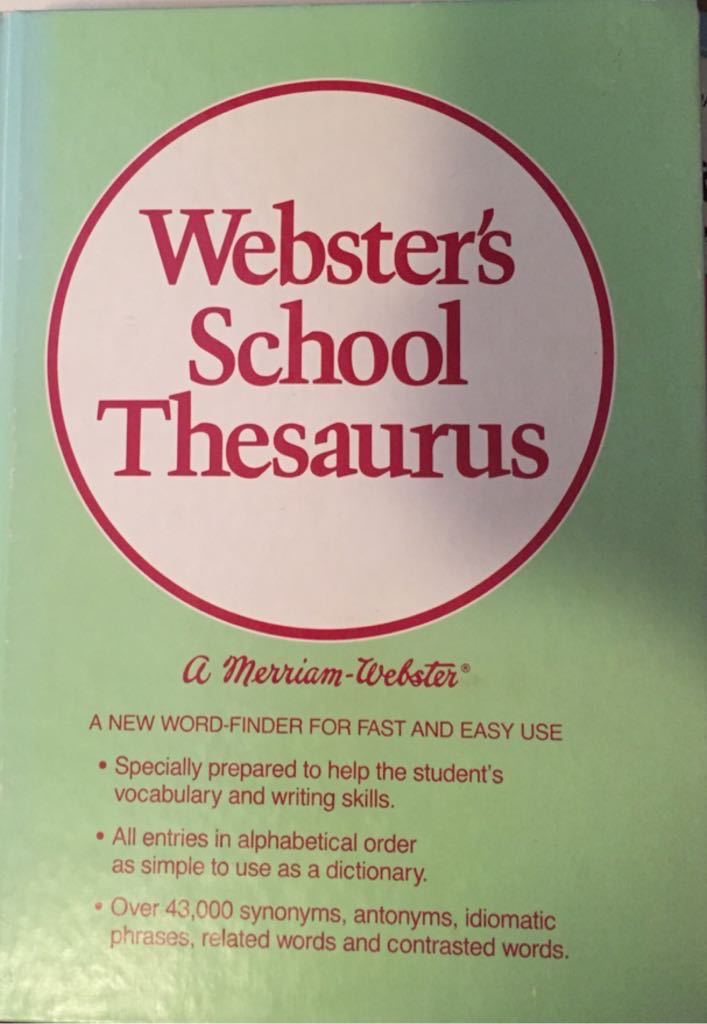 Webster's
School
Thesaurus
A Merriam-Webster®
A NEW WORD-FINDER FOR FAST AND EASY USE
• Specially prepared to help the student's
vocabulary and writing skills.
• All entries in alphabetical order
as simple to use as a dictionary.
• Over 43,000 synonyms, antonyms, idiomatic
phrases, related words and contrasted words.